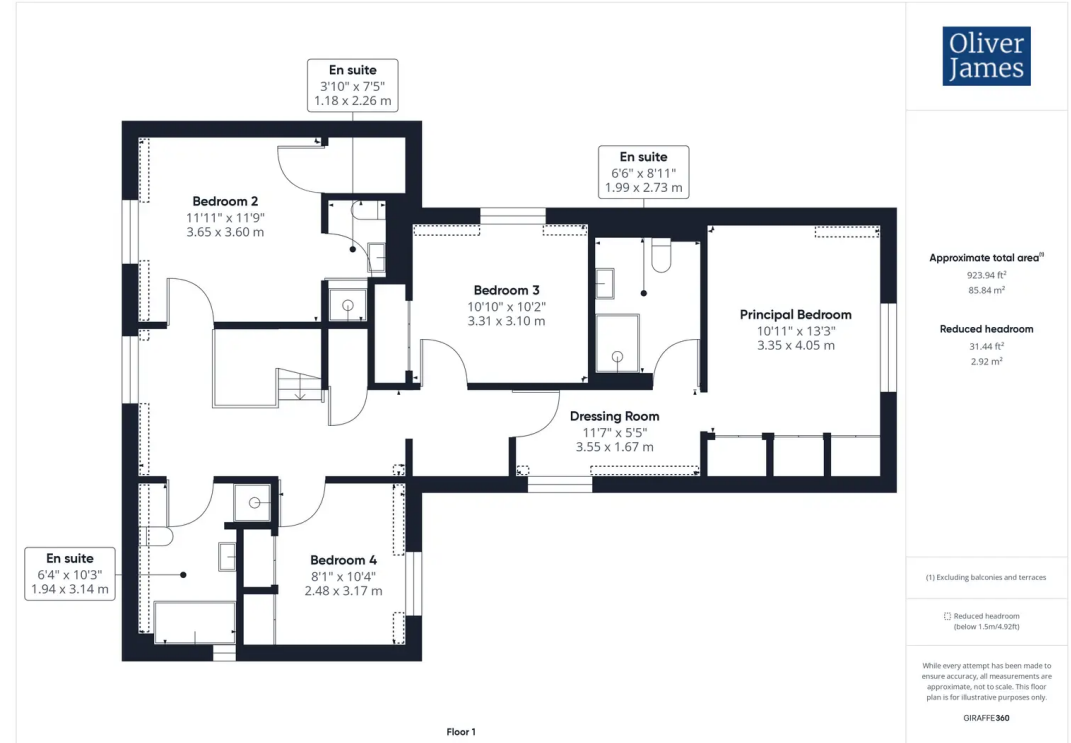 En suite
3'10" x 7'5"
1.18 x 2.26 m
En suite
6'6" x 8'11"
1.99 x 2.73 m
Bedroom 2
11'11" x 11'9"
3.65 x 3.60 m
Bedroom 3
10'10" x 10'2"
3.31 x 3.10 m
Principal Bedroom
10'11" x 13'3"
3.35 x 4.05 m
Dressing Room
11'7" x 5'5"
3.55 x 1.67 m
En suite
6'4" x 10'3"
1.94 x 3.14 m
Bedroom 4
8'1" x 10'4"
2.48 x 3.17 m
Floor 1
Oliver
James
Approximate total area⁽¹⁾
923.94 ft²
85.84 m²
Reduced headroom
31.44 ft²
2.92 m²
(1) Excluding balconies and terraces
Reduced headroom
(below 1.5m/4.92ft)
While every attempt has been made to
ensure accuracy, all measurements are
approximate, not to scale. This floor
plan is for illustrative purposes only.
GIRAFFE360